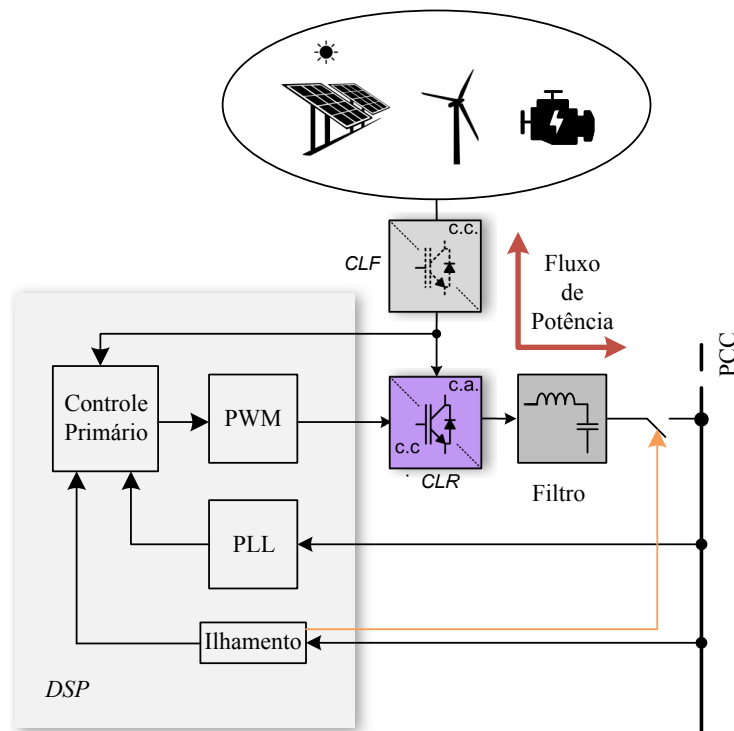 c.c.
CLF
Fluxo
de
Potência
PCC
Controle
Primário
PWM
c.a.
c.c
CLR
Filtro
PLL
Ilhamento
DSP